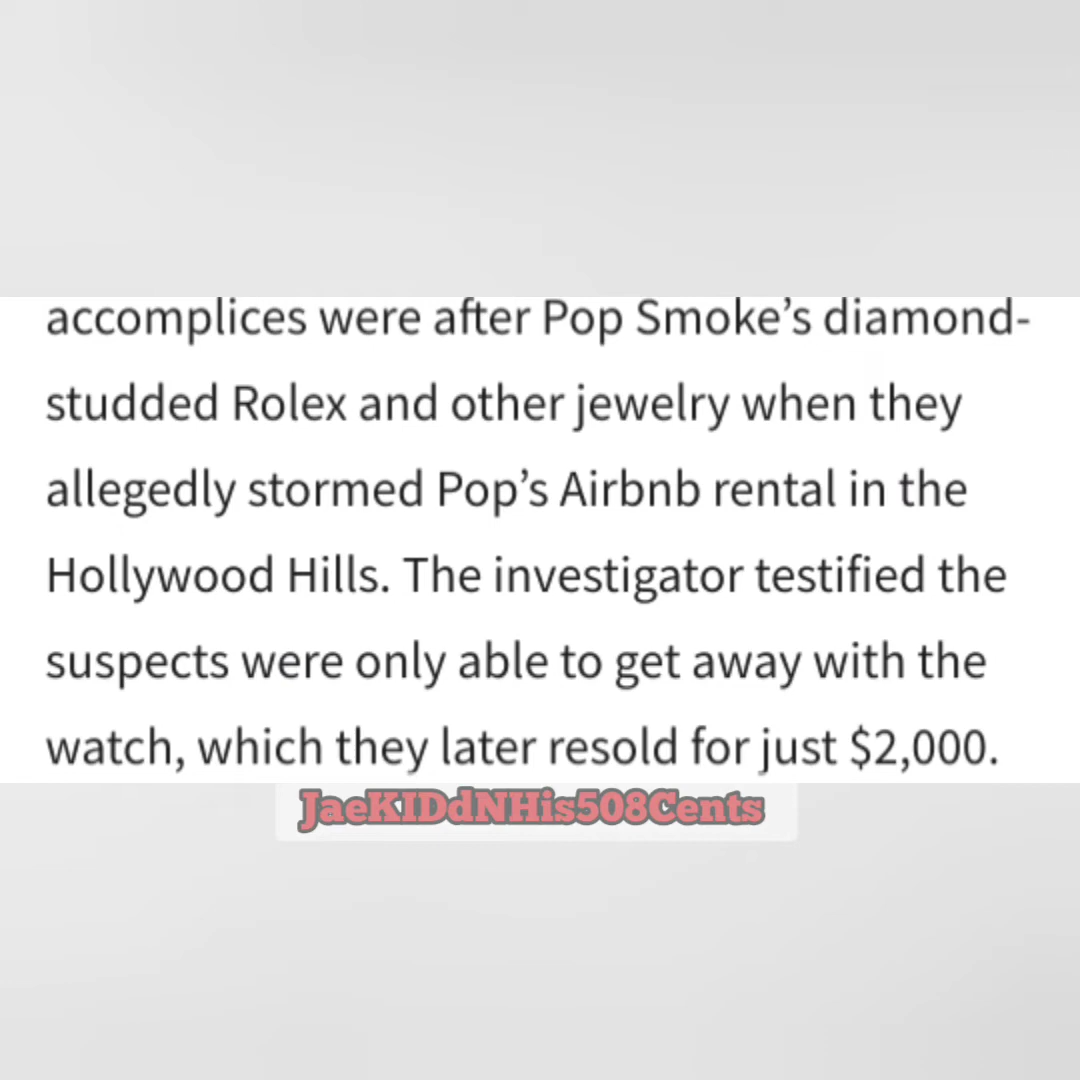 accomplices were after Pop Smoke’s diamond-
studded Rolex and other jewelry when they
allegedly stormed Pop’s Airbnb rental in the
Hollywood Hills. The investigator testified the
suspects were only able to get away with the
watch, which they later resold for just $2,000.
JaeKIDdNHis508Cents